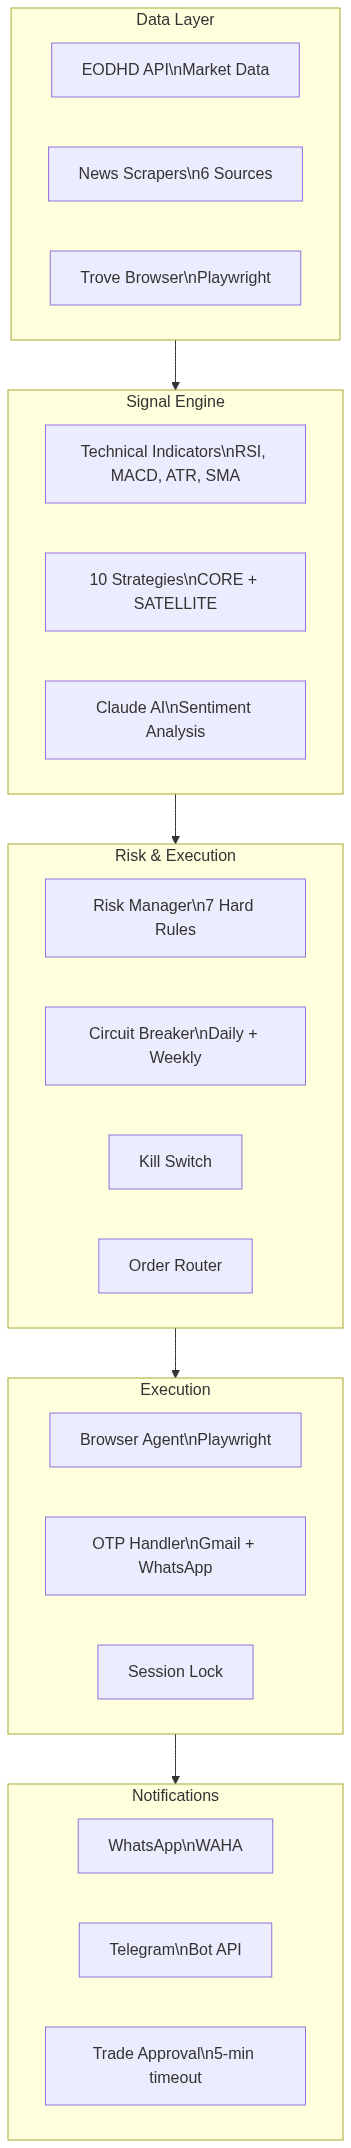 Data Layer
EODHD API\nMarket Data
News Scrapers\n6 Sources
Trove Browser\nPlaywright
Signal Engine
Technical Indicators\nRSI,
MACD, ATR, SMA
10 Strategies\nCORE +
SATELLITE
Claude AI\nSentiment
Analysis
Risk & Execution
Risk Manager\n7 Hard
Rules
Circuit Breaker\nDaily +
Weekly
Kill Switch
Order Router
Execution
Browser Agent\nPlaywright
OTP Handler\nGmail +
WhatsApp
Session Lock
Notifications
WhatsApp\nWAHA
Telegram\nBot API
Trade Approval\n5-min
timeout